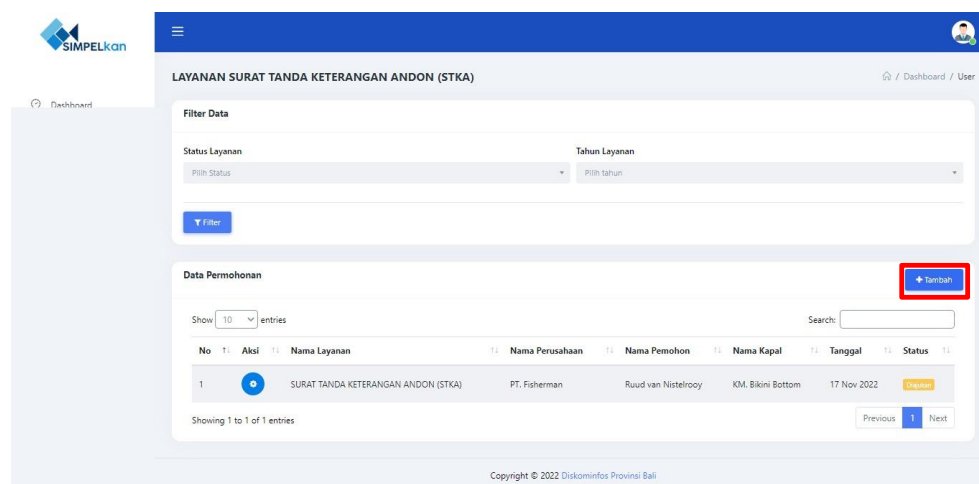 SIMPELkan
LAYANAN SURAT TANDA KETERANGAN ANDON (STKA)
/ Dashboard / User
Dashboard
Filter Data
Status Layanan Tahun Layanan
Pilih Status Pilih tahun
Filter
Data Permohonan
+ Tambah
Show 10 entries Search:
No Aksi Nama Layanan Nama Perusahaan Nama Pemohon Nama Kapal Tanggal Status
1 SURAT TANDA KETERANGAN ANDON (STKA) PT. Fisherman Ruud van Nistelrooy KM. Bikini Bottom 17 Nov 2022 Diajukan
Showing 1 to 1 of 1 entries
Previous 1 Next
Copyright © 2022 Diskominfos Provinsi Bali